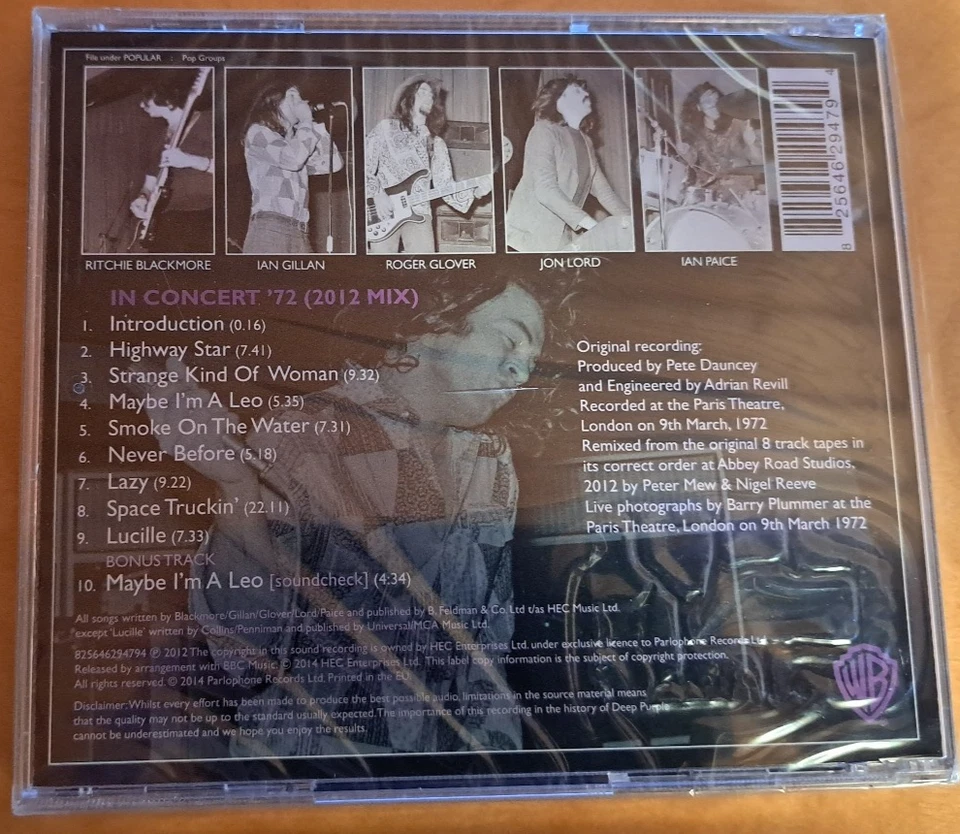 File under POPULAR : Pop Groups
RITCHIE BLACKMORE
IAN GILLAN
ROGER GLOVER
JON LORD
IAN PAICE
8 25646 29479 4
IN CONCERT '72 (2012 MIX)
1. Introduction (0.16)
2. Highway Star (7.41)
3. Strange Kind Of Woman (9.32)
4. Maybe I'm A Leo (5.35)
5. Smoke On The Water (7.31)
6. Never Before (5.18)
7. Lazy (9.22)
8. Space Truckin' (22.11)
9. Lucille (7.33)
BONUS TRACK
10. Maybe I'm A Leo [soundcheck] (4:34)
Original recording:
Produced by Pete Dauncey
and Engineered by Adrian Revill
Recorded at the Paris Theatre,
London on 9th March, 1972
Remixed from the original 8 track tapes in
its correct order at Abbey Road Studios,
2012 by Peter Mew & Nigel Reeve
Live photographs by Barry Plummer at the
Paris Theatre, London on 9th March 1972
All songs written by Blackmore/Gillan/Glover/Lord/Paice and published by B. Feldman & Co. Ltd t/as HEC Music Ltd.
except 'Lucille' written by Collins/Penniman and published by Universal/MCA Music Ltd.
825646294794 ℗ 2012 The copyright in this sound recording is owned by HEC Enterprises Ltd. under exclusive licence to Parlophone Records Ltd.
Released by arrangement with BBC Music. © 2014 HEC Enterprises Ltd. This label copy information is the subject of copyright protection.
All rights reserved. © 2014 Parlophone Records Ltd. Printed in the EU.
Disclaimer: Whilst every effort has been made to produce the best possible audio, limitations in the source material means
that the quality may not be up to the standard usually expected. The importance of this recording in the history of Deep Purple
cannot be underestimated and we hope you enjoy the results.
WB